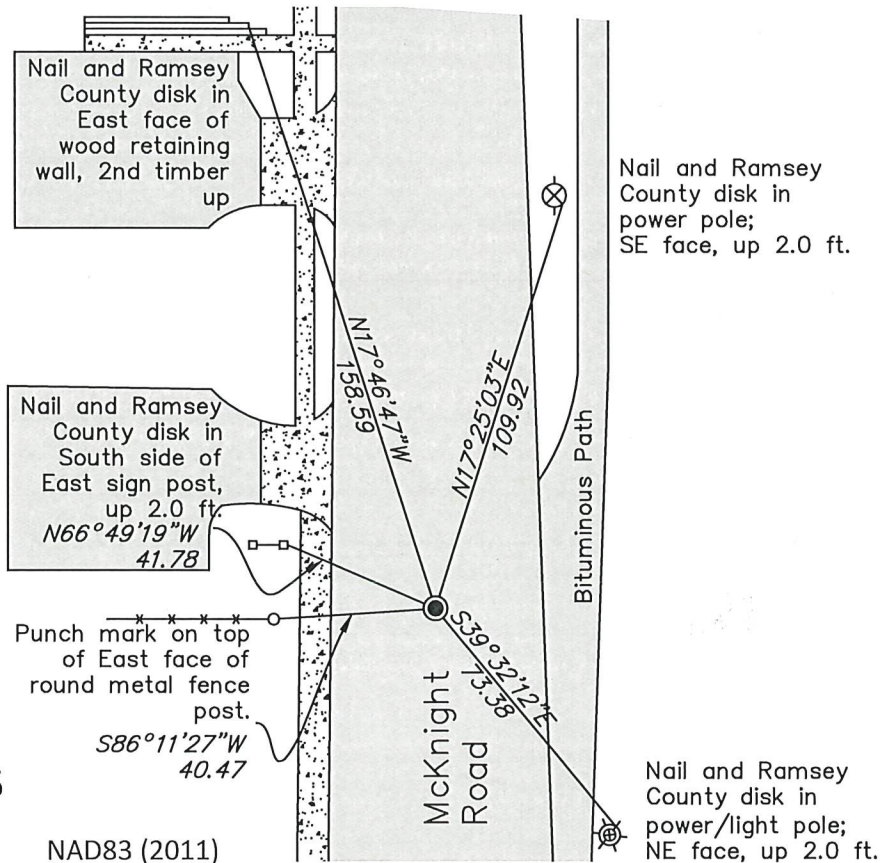 Nail and Ramsey
County disk in
East face of
wood retaining
wall, 2nd timber
up
Nail and Ramsey
County disk in
power pole;
SE face, up 2.0 ft.
N17°46'47"W
158.59
N17°25'03"E
109.92
Bituminous Path
Nail and Ramsey
County disk in
South side of
East sign post,
up 2.0 ft.
N66°49'19"W
41.78
Punch mark on top
of East face of
round metal fence
post.
S86°11'27"W
40.47
S39°32'12"E
73.38
McKnight
Road
Nail and Ramsey
County disk in
power/light pole;
NE face, up 2.0 ft.
NAD83 (2011)